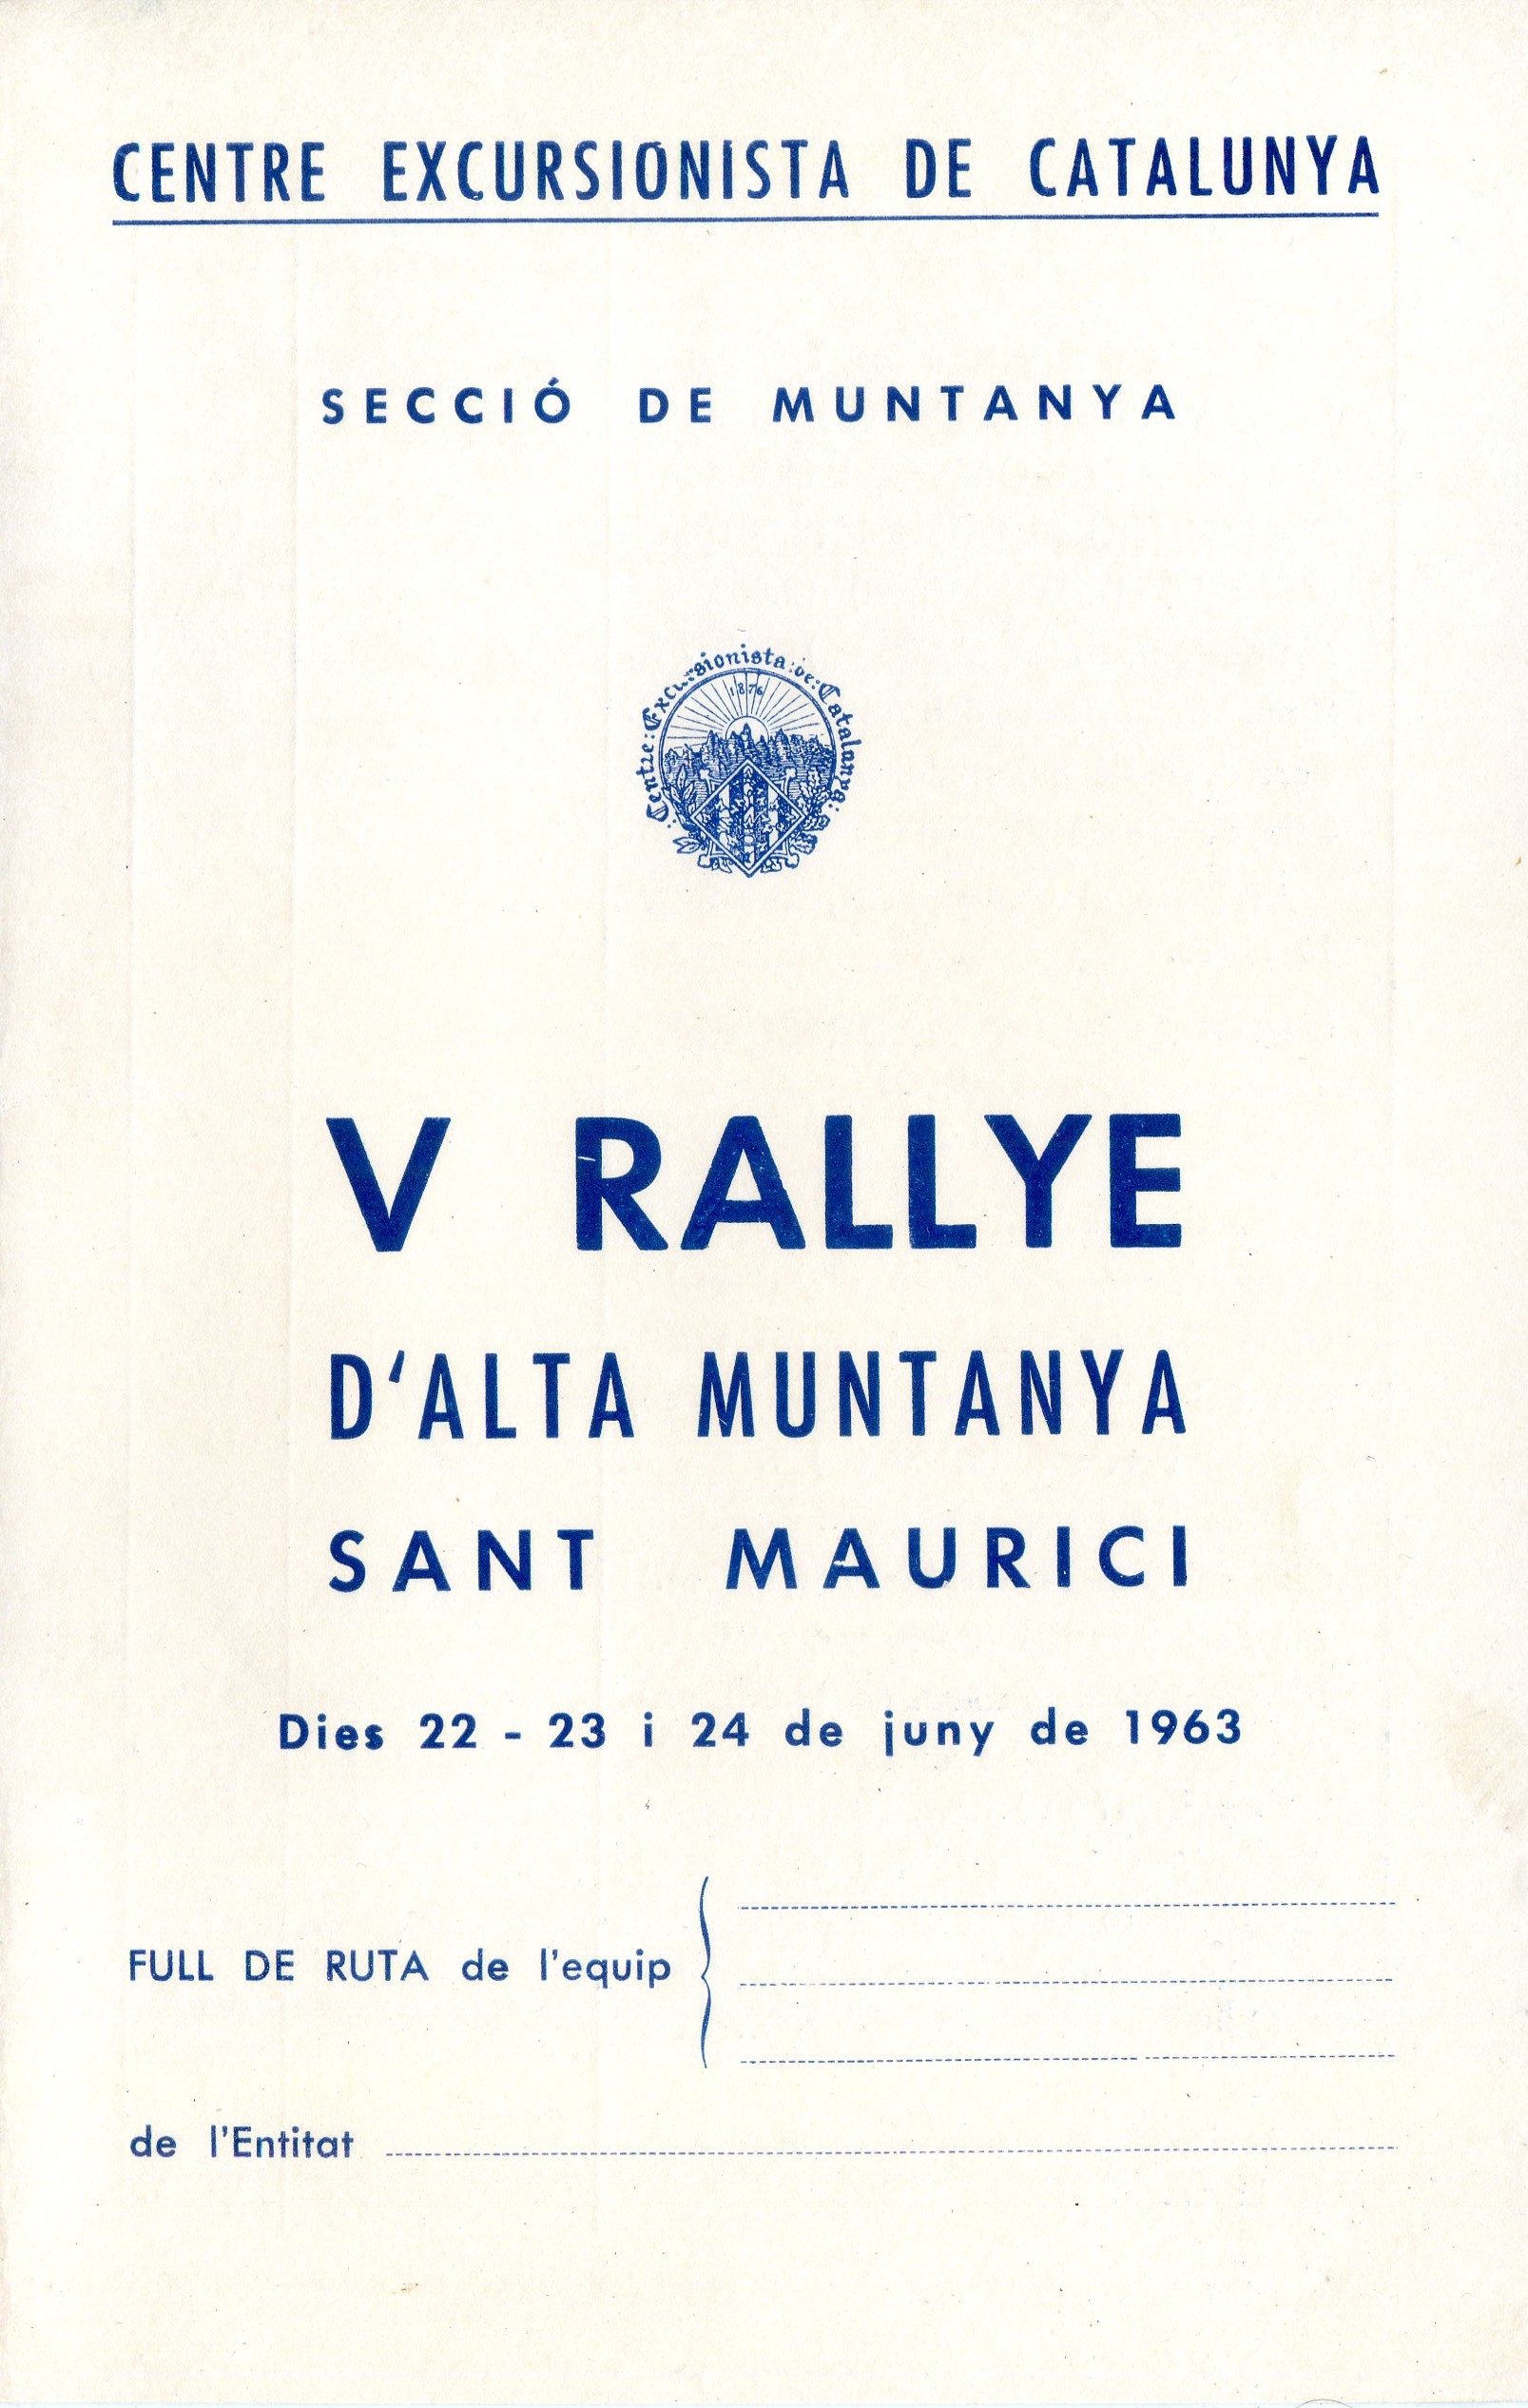 CENTRE EXCURSIONISTA DE CATALUNYA
SECCIÓ DE MUNTANYA
:Centre:Excursionista:de:Catalunya:
1876
V RALLYE
D'ALTA MUNTANYA
SANT MAURICI
Dies 22 - 23 i 24 de juny de 1963
FULL DE RUTA de l'equip
de l'Entitat